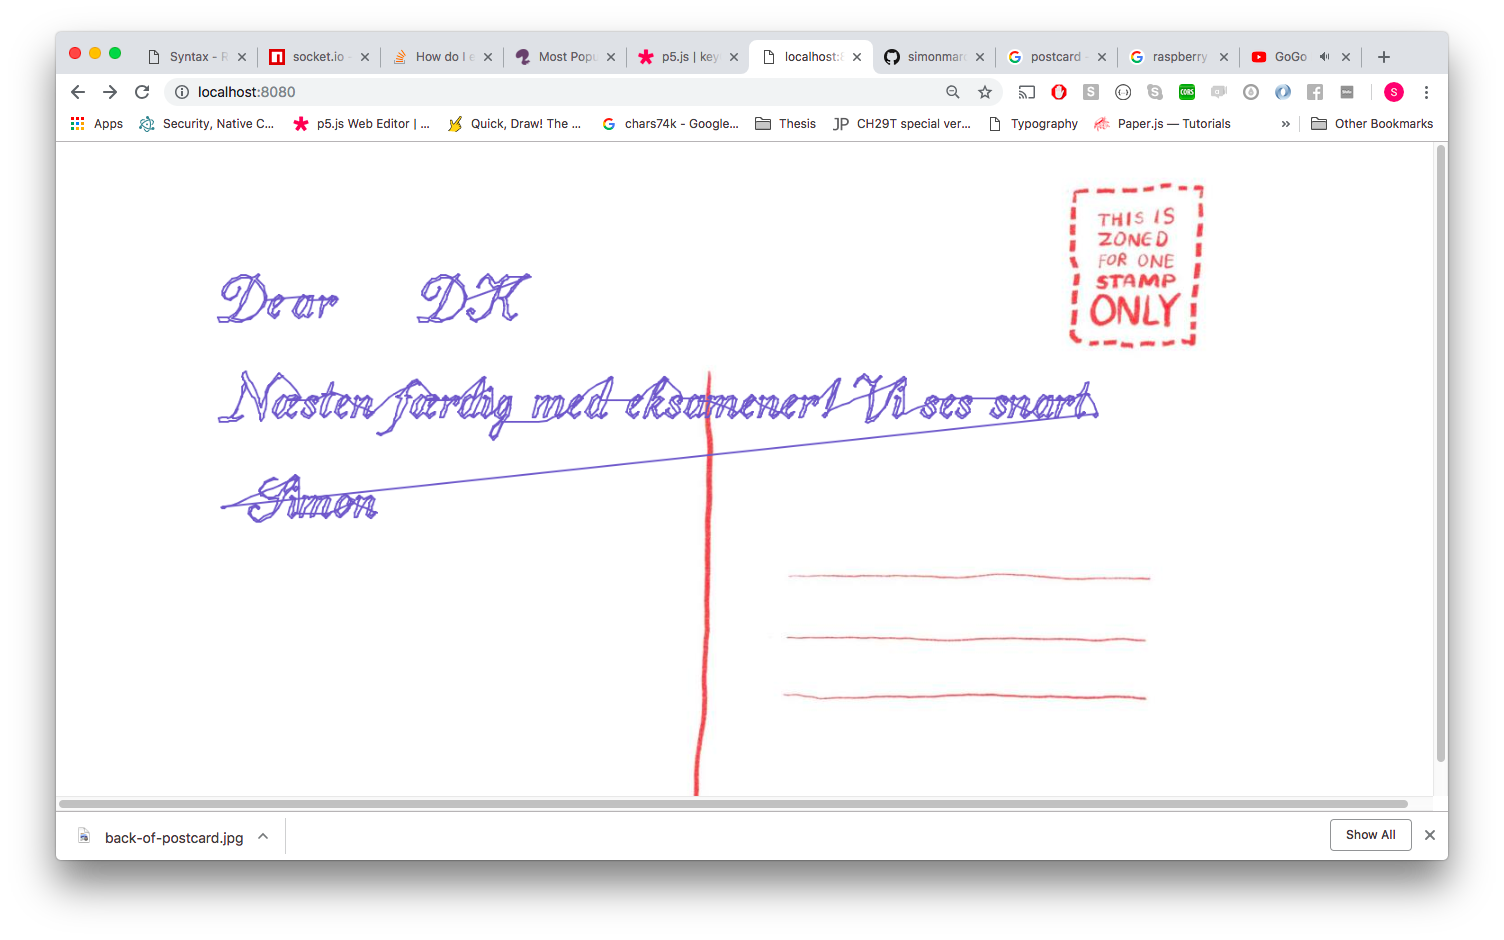 Syntax - R
socket.io -
How do I e
Most Popu
p5.js | key
localhost:8
simonmar
postcard -
raspberry
GoGo
localhost:8080
Apps
Security, Native C...
p5.js Web Editor | ...
Quick, Draw! The ...
chars74k - Google...
Thesis
JP CH29T special ver...
Typography
Paper.js — Tutorials
»
Other Bookmarks
THIS IS
ZONED
FOR ONE
STAMP
ONLY
Dear DK
Næsten færdig med eksamener! Vi ses snart.
- Simon
back-of-postcard.jpg
Show All